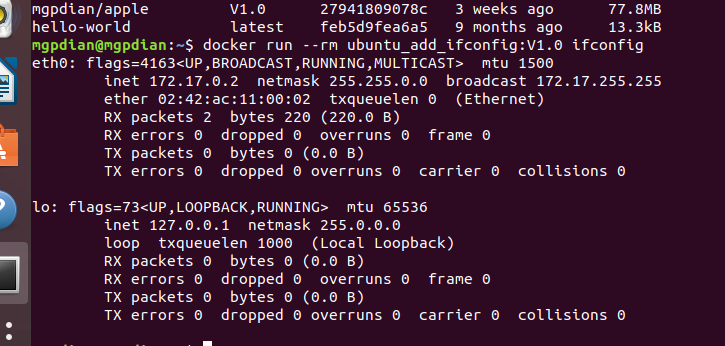 mgpdian/apple V1.0 27941809078c 3 weeks ago 77.8MB
hello-world latest feb5d9fea6a5 9 months ago 13.3kB
mgpdian@mgpdian:~$ docker run --rm ubuntu_add_ifconfig:V1.0 ifconfig
eth0: flags=4163<UP,BROADCAST,RUNNING,MULTICAST> mtu 1500
inet 172.17.0.2 netmask 255.255.0.0 broadcast 172.17.255.255
ether 02:42:ac:11:00:02 txqueuelen 0 (Ethernet)
RX packets 2 bytes 220 (220.0 B)
RX errors 0 dropped 0 overruns 0 frame 0
TX packets 0 bytes 0 (0.0 B)
TX errors 0 dropped 0 overruns 0 carrier 0 collisions 0
lo: flags=73<UP,LOOPBACK,RUNNING> mtu 65536
inet 127.0.0.1 netmask 255.0.0.0
loop txqueuelen 1000 (Local Loopback)
RX packets 0 bytes 0 (0.0 B)
RX errors 0 dropped 0 overruns 0 frame 0
TX packets 0 bytes 0 (0.0 B)
TX errors 0 dropped 0 overruns 0 carrier 0 collisions 0